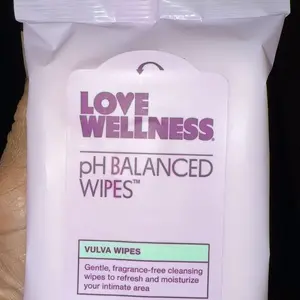 LOVE
WELLNESS.
pH BALANCED
WIPES™
VULVA WIPES
Gentle, fragrance-free cleansing
wipes to refresh and moisturize
your intimate area